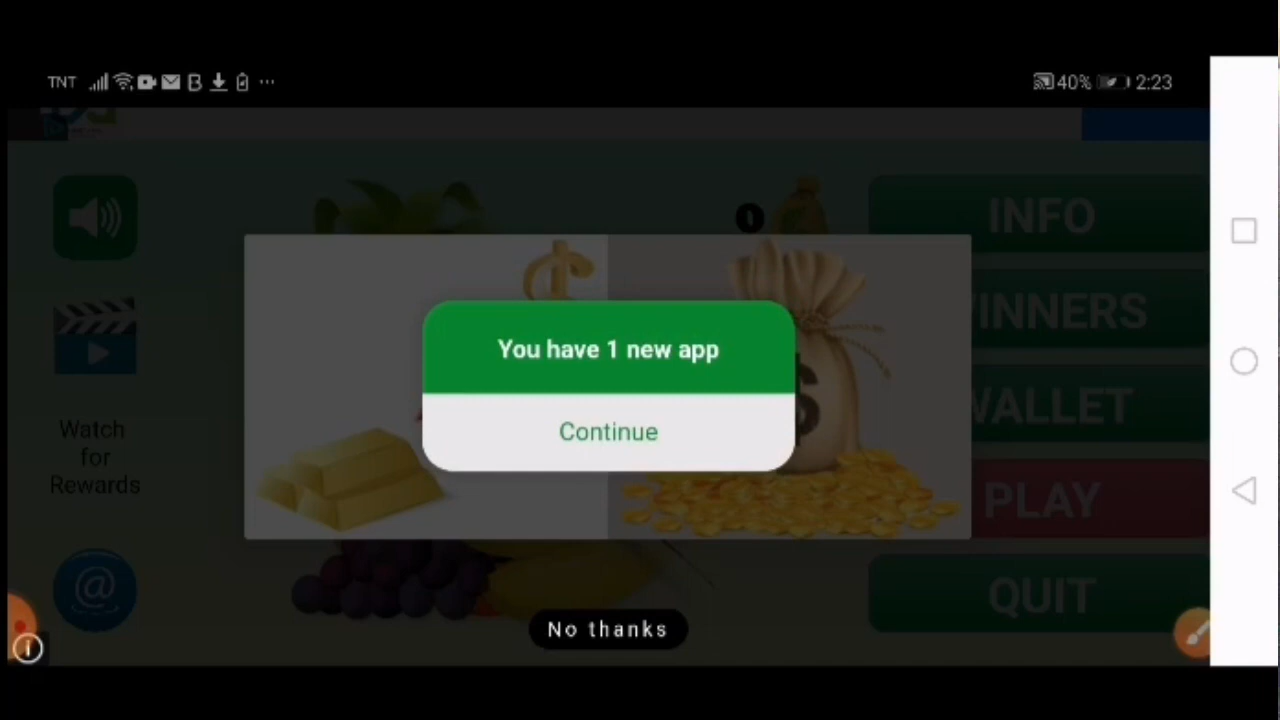 TNT
40% 2:23
INFO
INNERS
WALLET
PLAY
QUIT
Watch
for
Rewards
You have 1 new app
Continue
No thanks